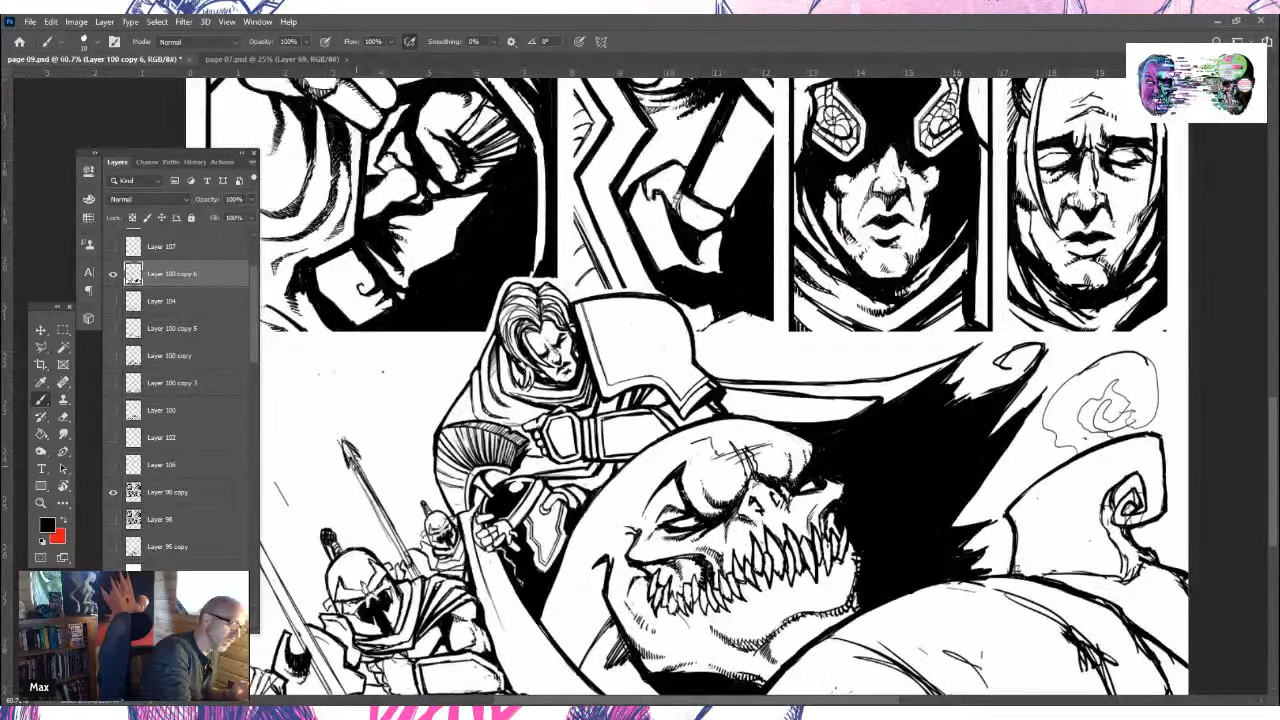 File Edit Image Layer Type Select Filter 3D View Window Help
Mode: Normal Opacity: 100% Flow: 100% Smoothing: 0% 0°
page 09.psd @ 60.7% (Layer 100 copy 6, RGB/8#) * page 07.psd @ 25% (Layer 69, RGB/8#)
Layers Channe Paths History Actions
Kind
Normal Opacity: 100%
Lock: Fill: 100%
Layer 107
Layer 100 copy 6
Layer 104
Layer 100 copy 5
Layer 100 copy
Layer 100 copy 3
Layer 100
Layer 102
Layer 106
Layer 98 copy
Layer 98
Layer 95 copy
Max